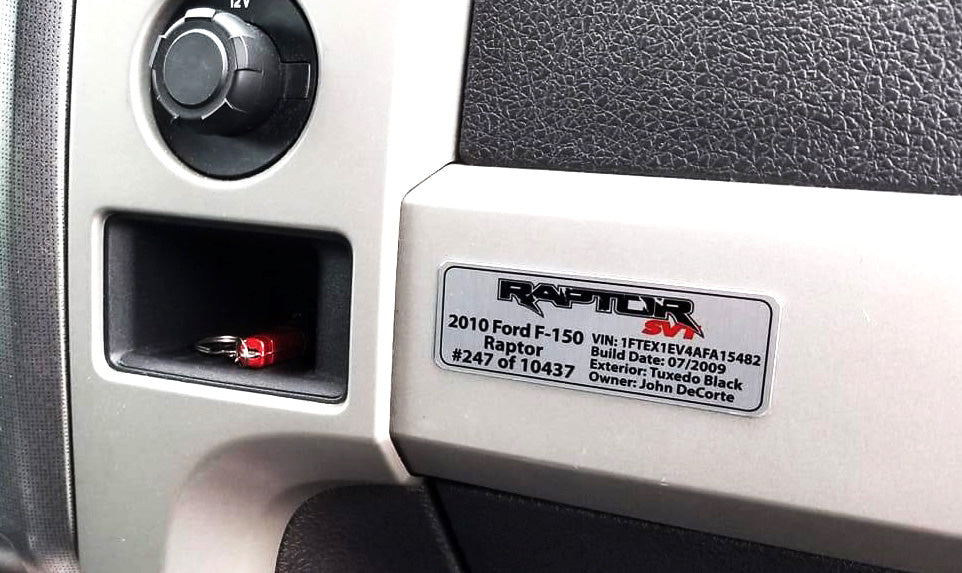 12V
RAPTOR
SVT
2010 Ford F-150
Raptor
#247 of 10437
VIN: 1FTEX1EV4AFA15482
Build Date: 07/2009
Exterior: Tuxedo Black
Owner: John DeCorte